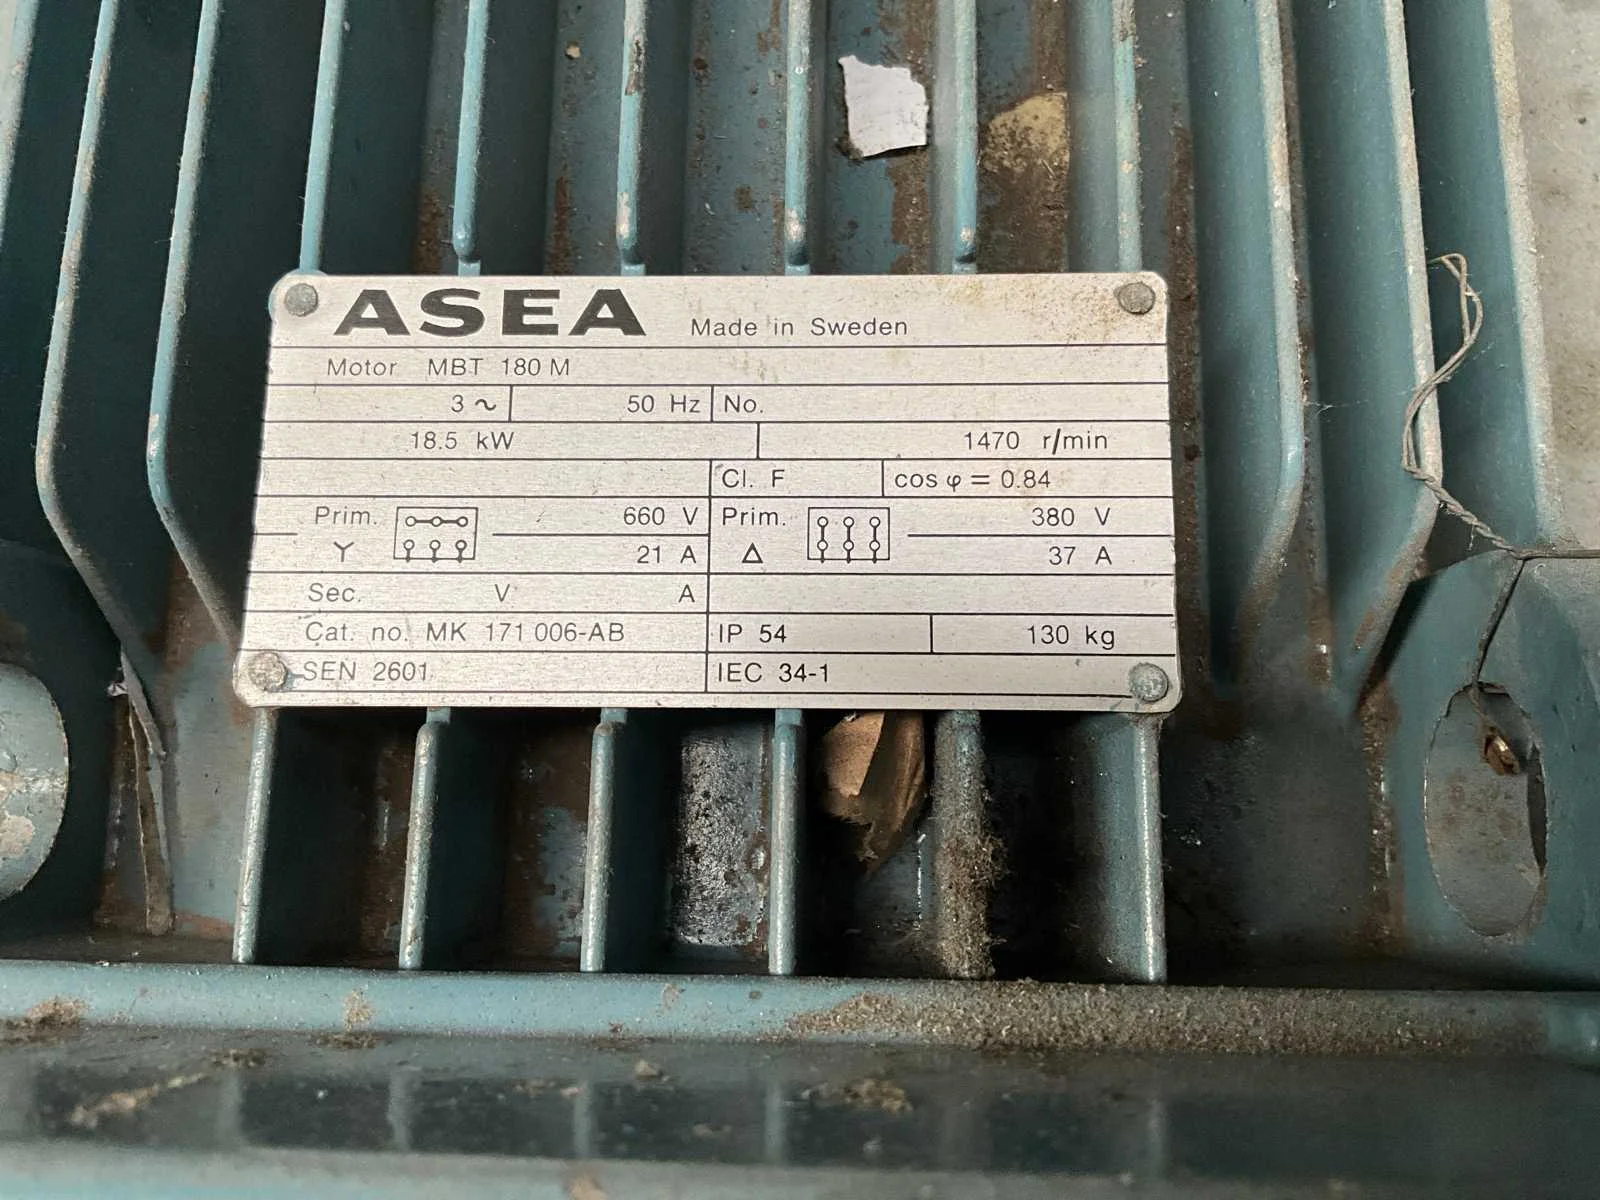 ASEA Made in Sweden
Motor MBT 180 M
3 ~ 50 Hz No.
18.5 kW 1470 r/min
Cl. F cos φ = 0.84
Prim. 660 V Prim. 380 V
Y 21 A Δ 37 A
Sec. V A
Cat. no. MK 171 006-AB IP 54 130 kg
SEN 2601 IEC 34-1